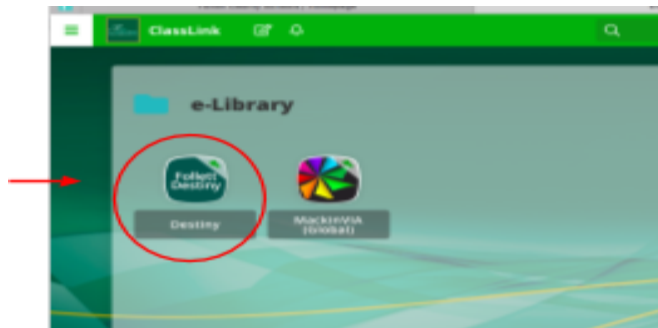 ClassLink
e-Library
Follett
Destiny
Destiny
MackinVIA
(Global)